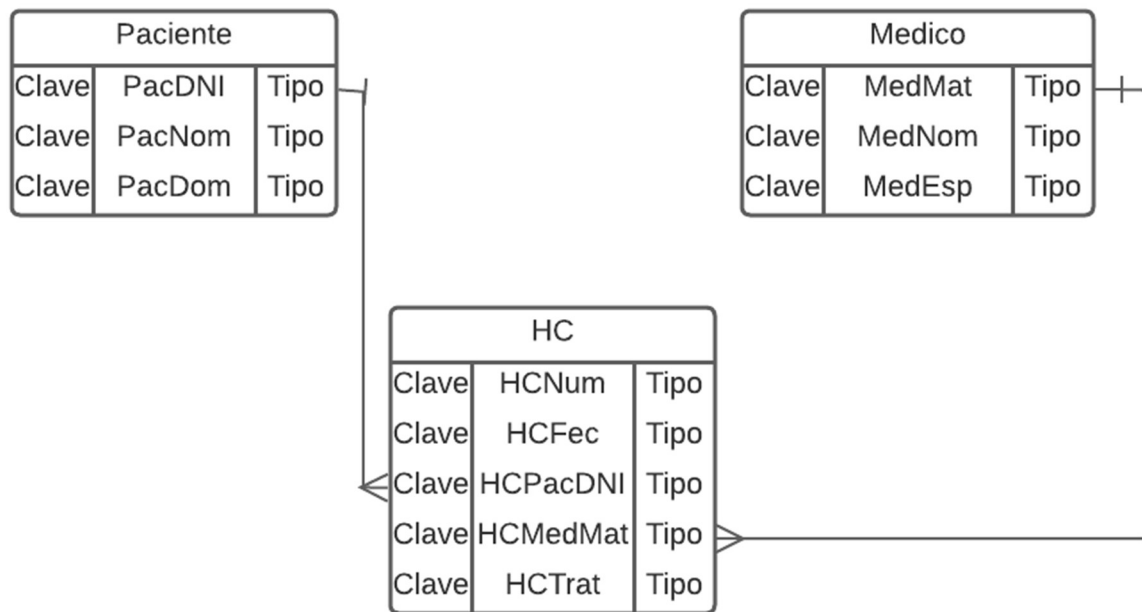 Paciente
Clave PacDNI Tipo
Clave PacNom Tipo
Clave PacDom Tipo
Medico
Clave MedMat Tipo
Clave MedNom Tipo
Clave MedEsp Tipo
HC
Clave HCNum Tipo
Clave HCFec Tipo
Clave HCPacDNI Tipo
Clave HCMedMat Tipo
Clave HCTrat Tipo